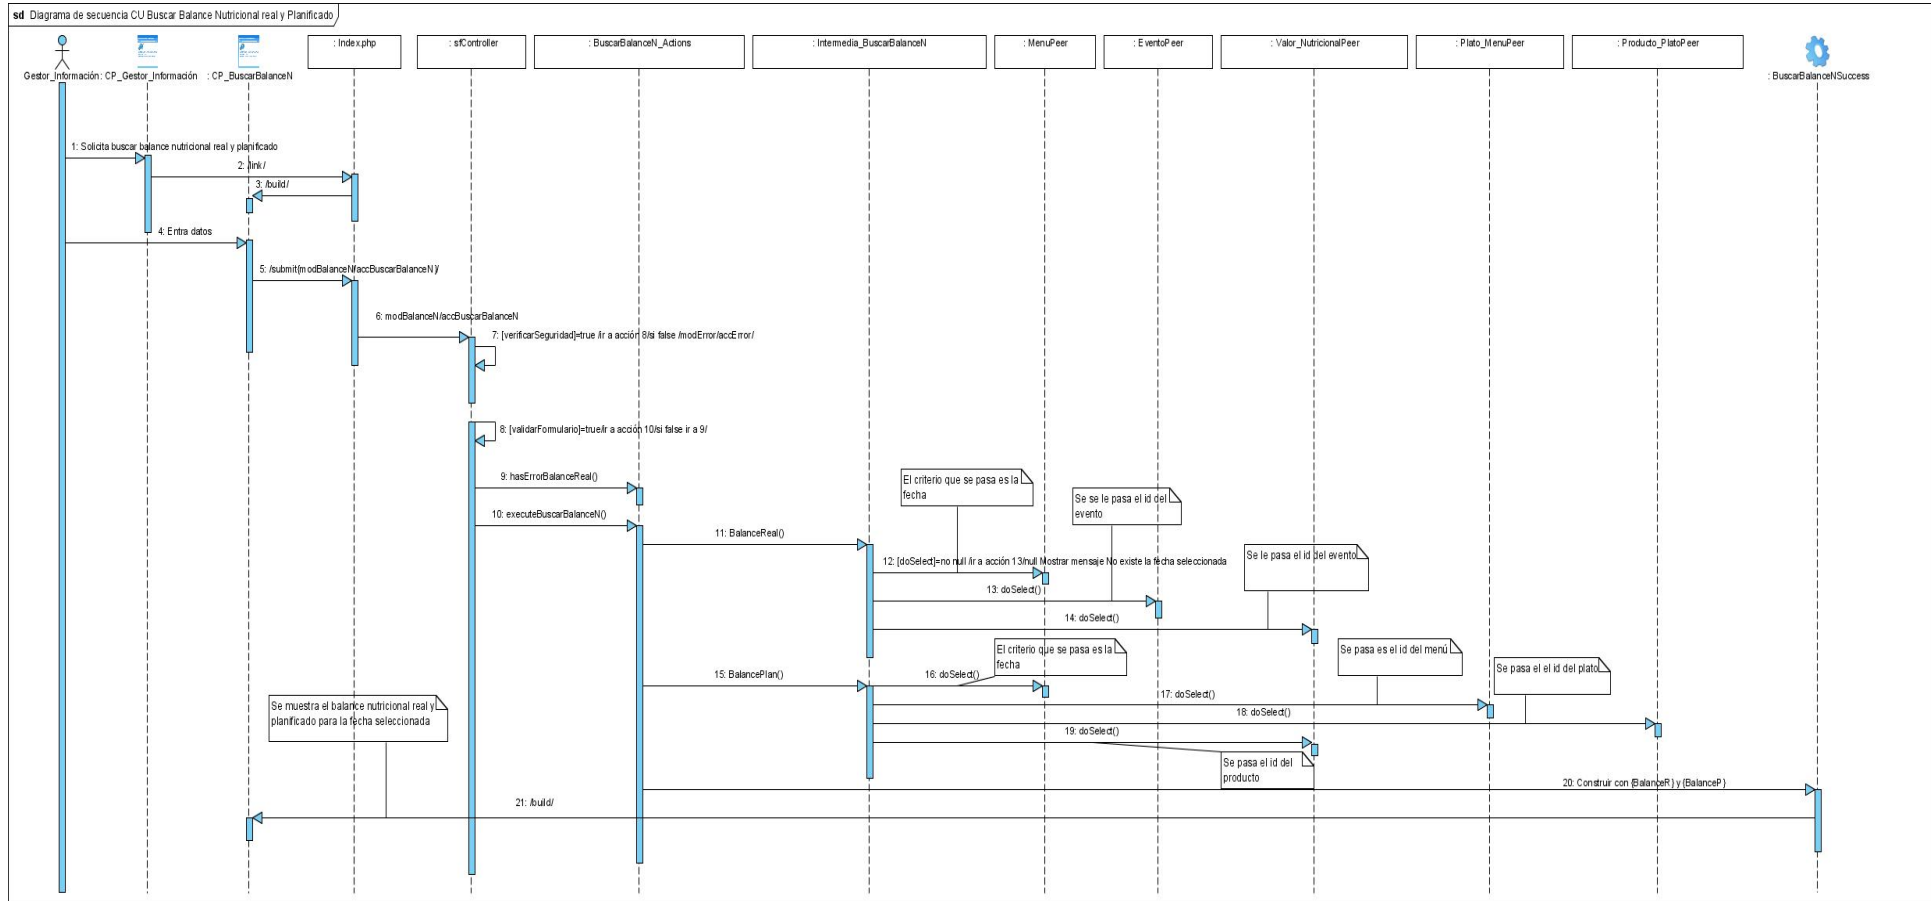 sd Diagrama de secuencia CU Buscar Balance Nutricional real y Planificado
Gestor_Información
: CP_Gestor_Información
: CP_BuscarBalanceN
: Index.php
: sfController
: BuscarBalanceN_Actions
: Intermedia_BuscarBalanceN
: MenuPeer
: EventoPeer
: Valor_NutricionalPeer
: Plato_MenuPeer
: Producto_PlatoPeer
: BuscarBalanceNSuccess
1: Solicita buscar balance nutricional real y planificado
2: /link/
3: /build/
4: Entra datos
5: /submit{modBalanceN/accBuscarBalanceN}/
6: modBalanceN/accBuscarBalanceN
7: [verificarSeguridad]=true /ir a acción 8/si false /modError/accError/
8: [validarFormulario]=true/ir a acción 10/si false ir a 9/
9: hasErrorBalanceReal()
10: executeBuscarBalanceN()
11: BalanceReal()
El criterio que se pasa es la
fecha
Se se le pasa el id del
evento
12: [doSelect]=no null /ir a acción 13/null Mostrar mensaje No existe la fecha seleccionada
Se le pasa el id del evento
13: doSelect()
14: doSelect()
15: BalancePlan()
El criterio que se pasa es la
fecha
16: doSelect()
Se pasa es el id del menú
Se pasa el el id del plato
17: doSelect()
18: doSelect()
19: doSelect()
Se pasa el id del
producto
Se muestra el balance nutricional real y
planificado para la fecha seleccionada
20: Construir con {BalanceR} y {BalanceP}
21: /build/